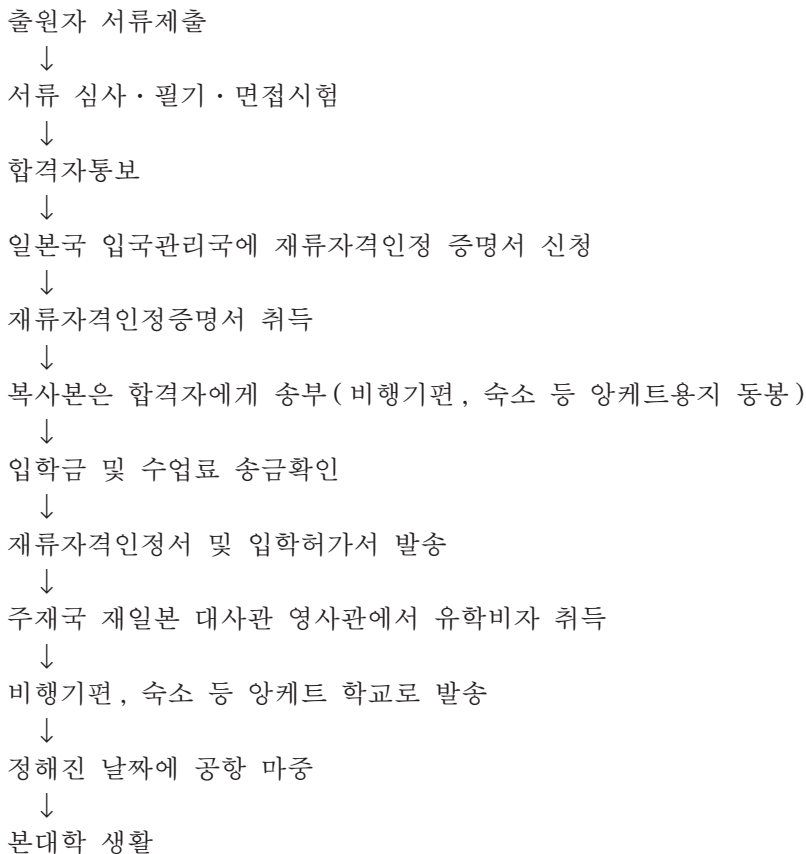 출원자 서류제출
↓
서류 심사・필기・면접시험
↓
합격자통보
↓
일본국 입국관리국에 재류자격인정 증명서 신청
↓
재류자격인정증명서 취득
↓
복사본은 합격자에게 송부(비행기편, 숙소 등 앙케트용지 동봉)
↓
입학금 및 수업료 송금확인
↓
재류자격인정서 및 입학허가서 발송
↓
주재국 재일본 대사관 영사관에서 유학비자 취득
↓
비행기편, 숙소 등 앙케트 학교로 발송
↓
정해진 날짜에 공항 마중
↓
본대학 생활